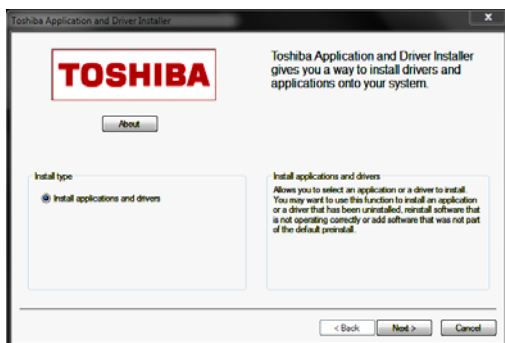 Toshiba Application and Driver Installer
x
TOSHIBA
Toshiba Application and Driver Installer
gives you a way to install drivers and
applications onto your system.
About
Install type
Install applications and drivers
Install applications and drivers
Allows you to select an application or a driver to install.
You may want to use this function to install an application
or a driver that has been uninstalled, reinstall software that
is not operating correctly or add software that was not part
of the default preinstall.
< Back
Next >
Cancel